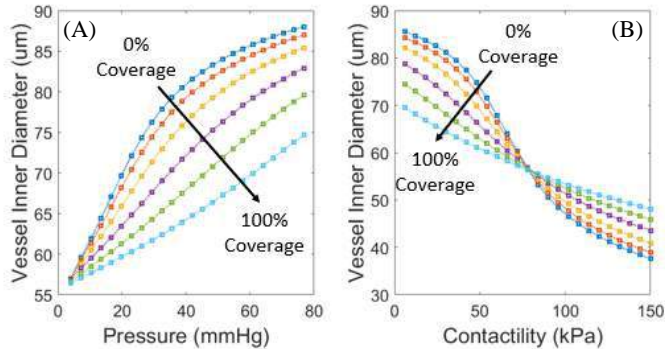 (A)
0%
Coverage
100%
Coverage
Vessel Inner Diameter (um)
90
85
80
75
70
65
60
55
0
20
40
60
80
Pressure (mmHg)
(B)
0%
Coverage
100%
Coverage
Vessel Inner Diameter (um)
90
80
70
60
50
40
30
0
50
100
150
Contactility (kPa)